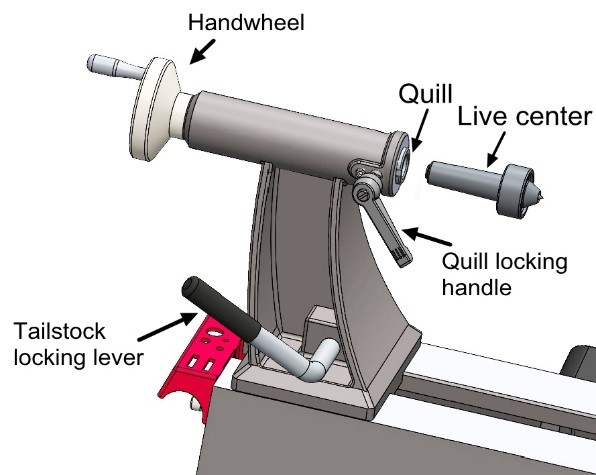 Handwheel
Quill
Live center
Quill locking
handle
Tailstock
locking lever